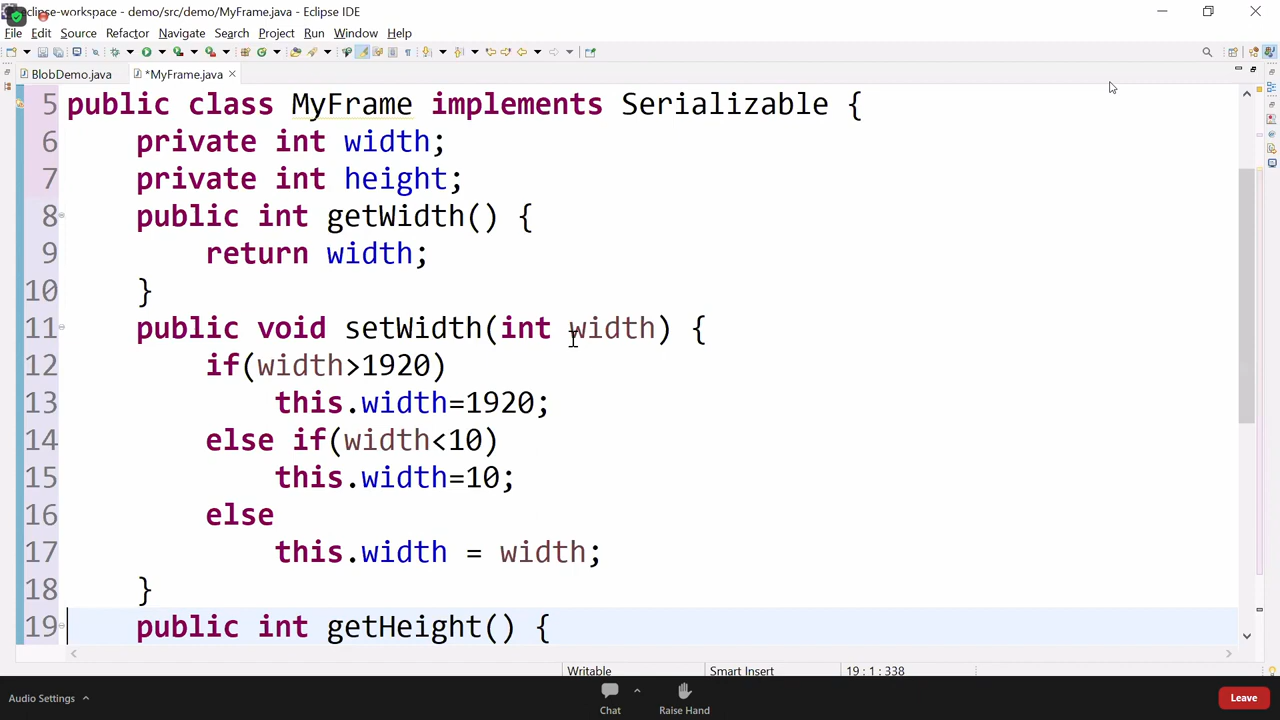 eclipse-workspace - demo/src/demo/MyFrame.java - Eclipse IDE
File Edit Source Refactor Navigate Search Project Run Window Help
BlobDemo.java *MyFrame.java
5 public class MyFrame implements Serializable {
6 private int width;
7 private int height;
8 public int getWidth() {
9 return width;
10 }
11 public void setWidth(int width) {
12 if(width>1920)
13 this.width=1920;
14 else if(width<10)
15 this.width=10;
16 else
17 this.width = width;
18 }
19 public int getHeight() {
Writable Smart Insert 19 : 1 : 338
Audio Settings Chat Raise Hand Leave